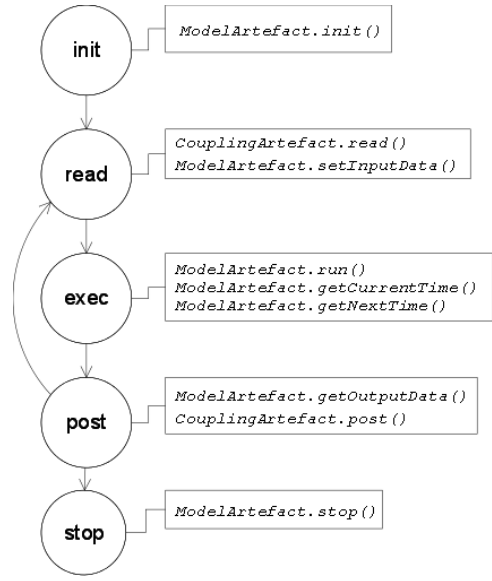 init
ModelArtefact.init()
read
CouplingArtefact.read()
ModelArtefact.setInputData()
exec
ModelArtefact.run()
ModelArtefact.getCurrentTime()
ModelArtefact.getNextTime()
post
ModelArtefact.getOutputData()
CouplingArtefact.post()
stop
ModelArtefact.stop()